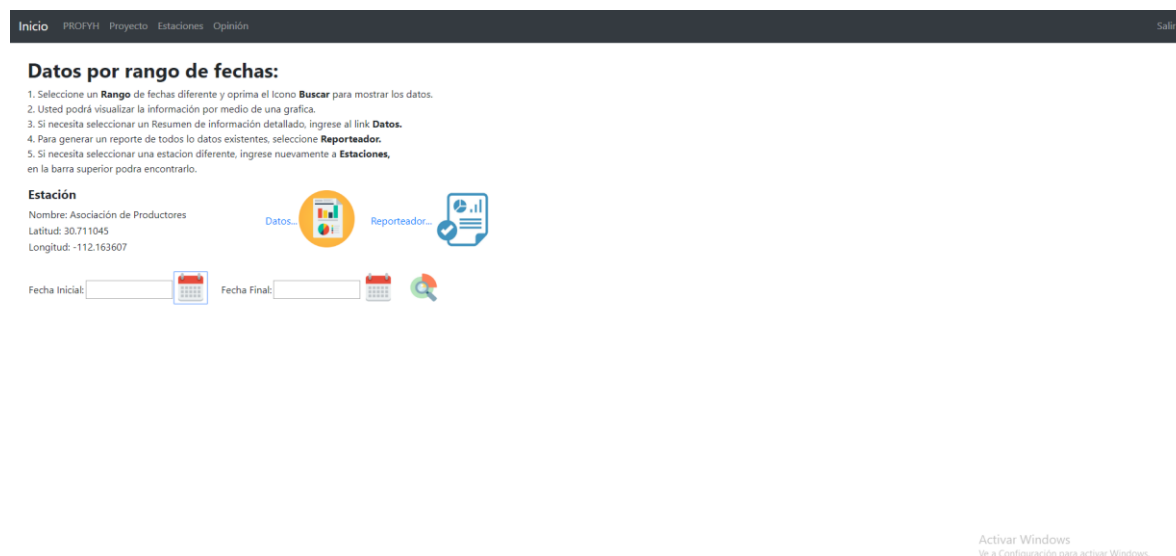 Inicio PROFYH Proyecto Estaciones Opinión Salir
Datos por rango de fechas:
1. Seleccione un Rango de fechas diferente y oprima el Icono Buscar para mostrar los datos.
2. Usted podrá visualizar la información por medio de una grafica.
3. Si necesita seleccionar un Resumen de información detallado, ingrese al link Datos.
4. Para generar un reporte de todos lo datos existentes, seleccione Reporteador.
5. Si necesita seleccionar una estacion diferente, ingrese nuevamente a Estaciones,
en la barra superior podra encontrarlo.
Estación
Nombre: Asociación de Productores
Latitud: 30.711045
Longitud: -112.163607
Datos...
Reporteador...
Fecha Inicial: Fecha Final:
Activar Windows
Ve a Configuración para activar Windows.